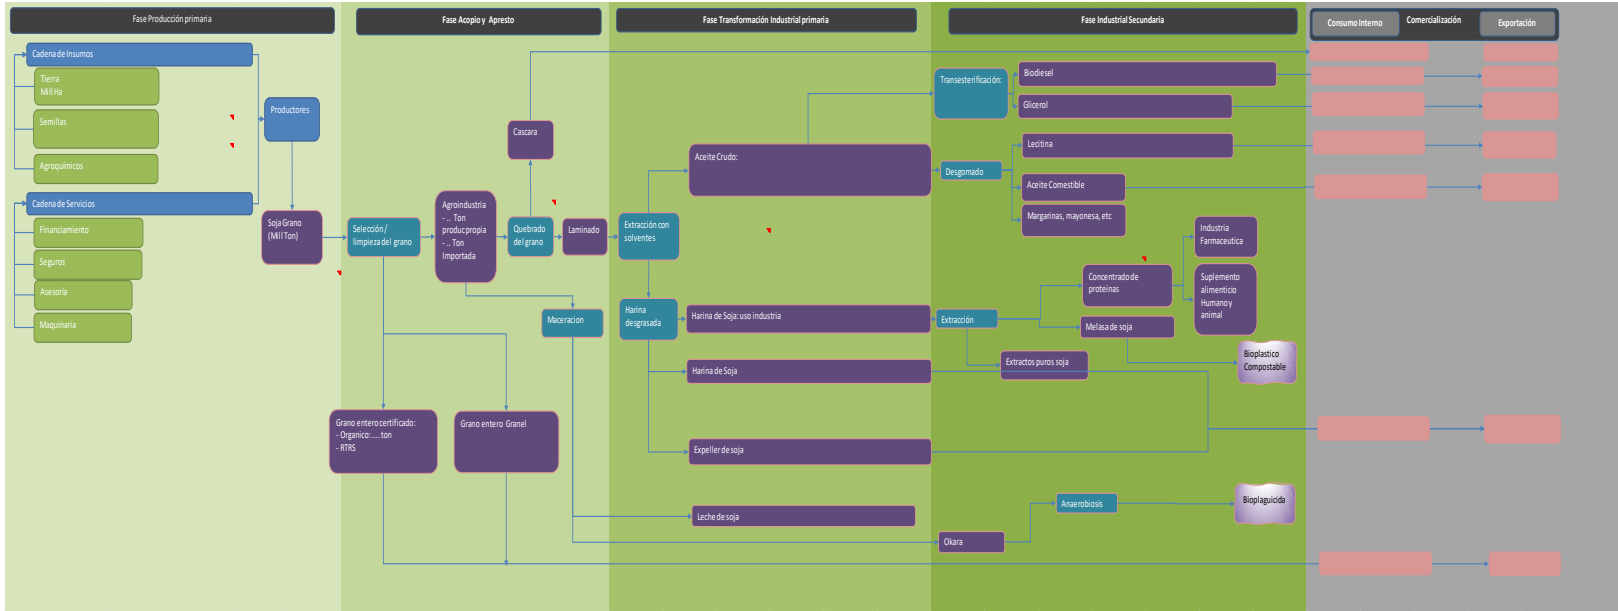 Fase Producción primaria
Fase Acopio y Apresto
Fase Transformación Industrial primaria
Fase Industrial Secundaria
Consumo Interno
Comercialización
Exportación
Cadena de Insumos
Tierra
Mill Ha
Semillas
Agroquímicos
Productores
Cadena de Servicios
Financiamiento
Seguros
Asesoría
Maquinaria
Soja Grano
(Mill Ton)
Selección /
limpieza del grano
Agroindustria
- .. Ton
produc propia
- .. Ton
Importada
Cascara
Quebrado
del grano
Laminado
Maceracion
Grano entero certificado:
- Organico: .... ton
- RTRS
Grano entero Granel
Extracción con
solventes
Harina
desgrasada
Aceite Crudo:
Harina de Soja: uso industria
Harina de Soja
Expeller de soja
Leche de soja
Transesterificación:
Biodiesel
Glicerol
Desgomado
Lecitina
Aceite Comestible
Margarinas, mayonesa, etc
Industria
Farmaceutica
Concentrado de
proteinas
Suplemento
alimenticio
Humano y
animal
Extracción
Melasa de soja
Extractos puros soja
Bioplastico
Compostable
Anaerobiosis
Bioplaguicida
Okara